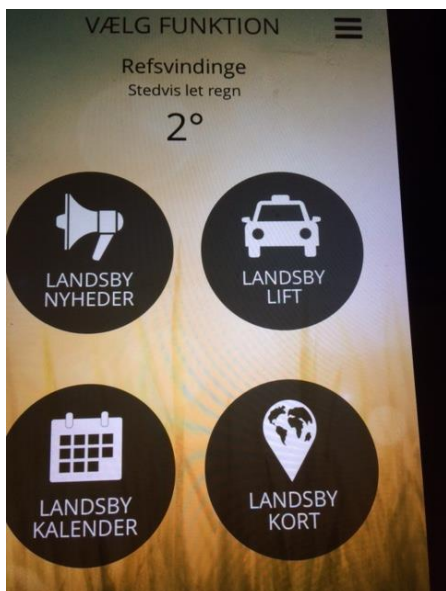 VÆLG FUNKTION
Refsvindinge
Stedvis let regn
2°
LANDSBY
NYHEDER
LANDSBY
LIFT
LANDSBY
KALENDER
LANDSBY
KORT